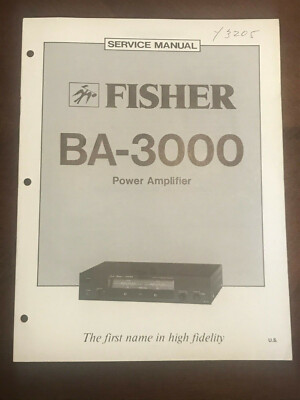 Y3205
SERVICE MANUAL
FISHER
BA-3000
Power Amplifier
The first name in high fidelity
U.S.